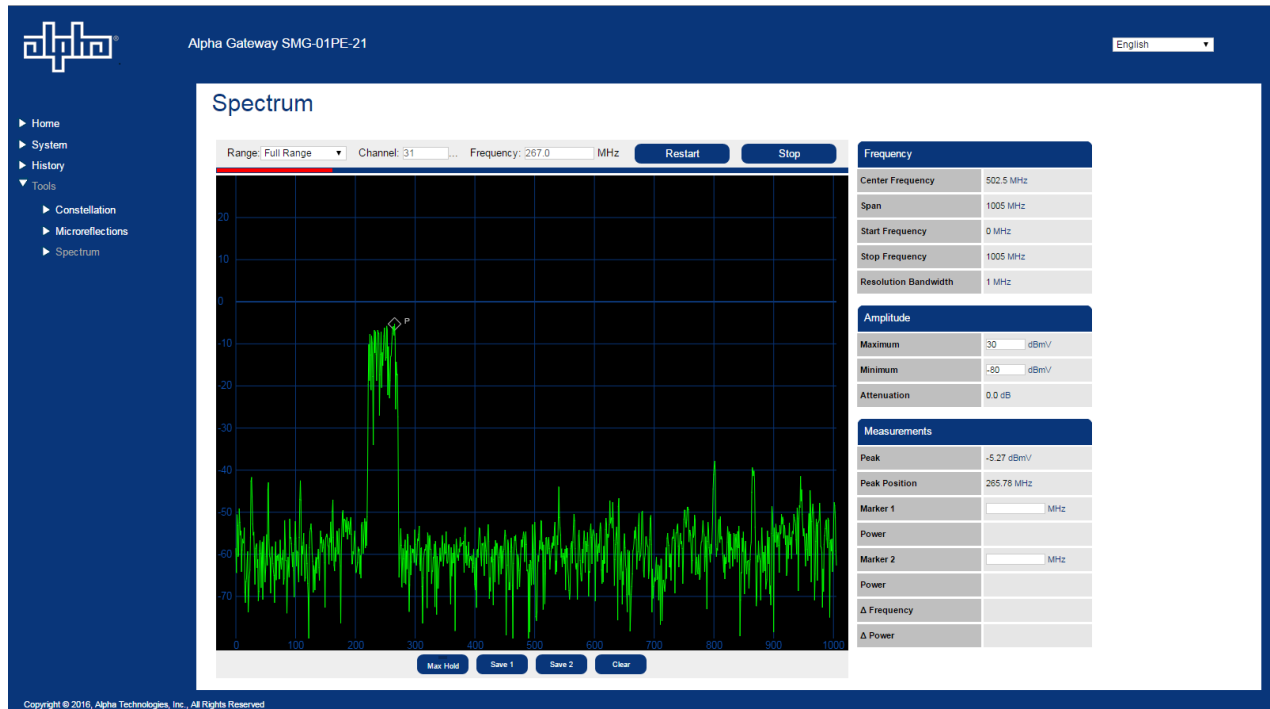 alpha®
Alpha Gateway SMG-01PE-21
English
Home
System
History
Tools
Constellation
Microreflections
Spectrum
Spectrum
Range: Full Range Channel: 31 ... Frequency: 267.0 MHz Restart Stop
20
10
0
-10
-20
-30
-40
-50
-60
-70
P
0 100 200 300 400 500 600 700 800 900 1000
Max Hold Save 1 Save 2 Clear
Frequency
Center Frequency 502.5 MHz
Span 1005 MHz
Start Frequency 0 MHz
Stop Frequency 1005 MHz
Resolution Bandwidth 1 MHz
Amplitude
Maximum 30 dBmV
Minimum -80 dBmV
Attenuation 0.0 dB
Measurements
Peak -5.27 dBmV
Peak Position 265.78 MHz
Marker 1 MHz
Power
Marker 2 MHz
Power
Δ Frequency
Δ Power
Copyright © 2016, Alpha Technologies, Inc., All Rights Reserved